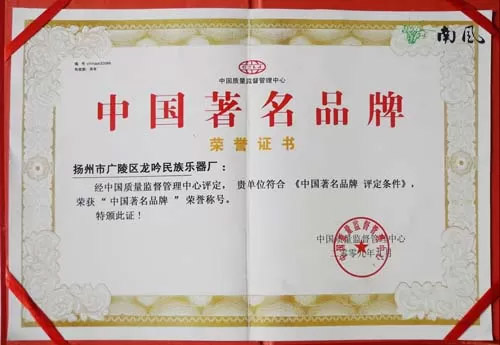 南風
中国质量监督管理中心
中国著名品牌
荣誉证书
扬州市广陵区龙吟民族乐器厂：
经中国质量监督管理中心评定，贵单位符合《中国著名品牌 评定条件》，
荣获“中国著名品牌 ”荣誉称号。
特颁此证！
中国质量监督管理中心